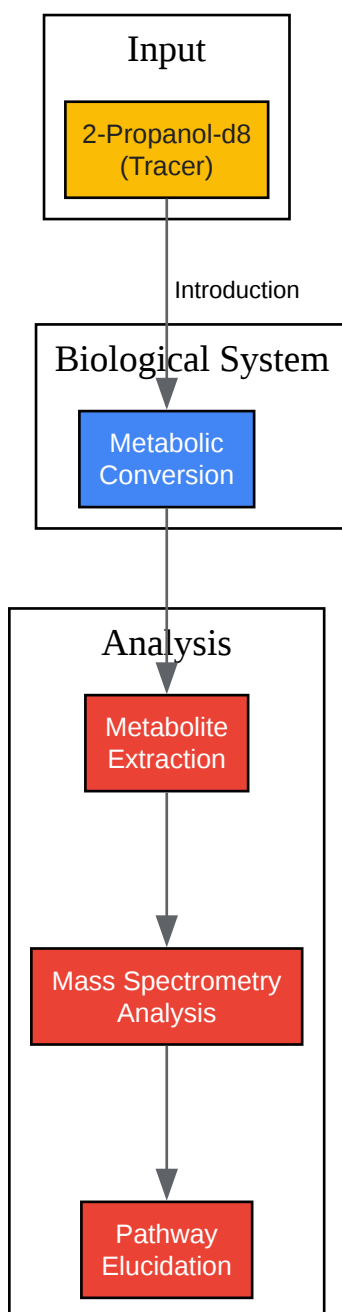 Input
2-Propanol-d8
(Tracer)
Introduction
Biological System
Metabolic
Conversion
Analysis
Metabolite
Extraction
Mass Spectrometry
Analysis
Pathway
Elucidation